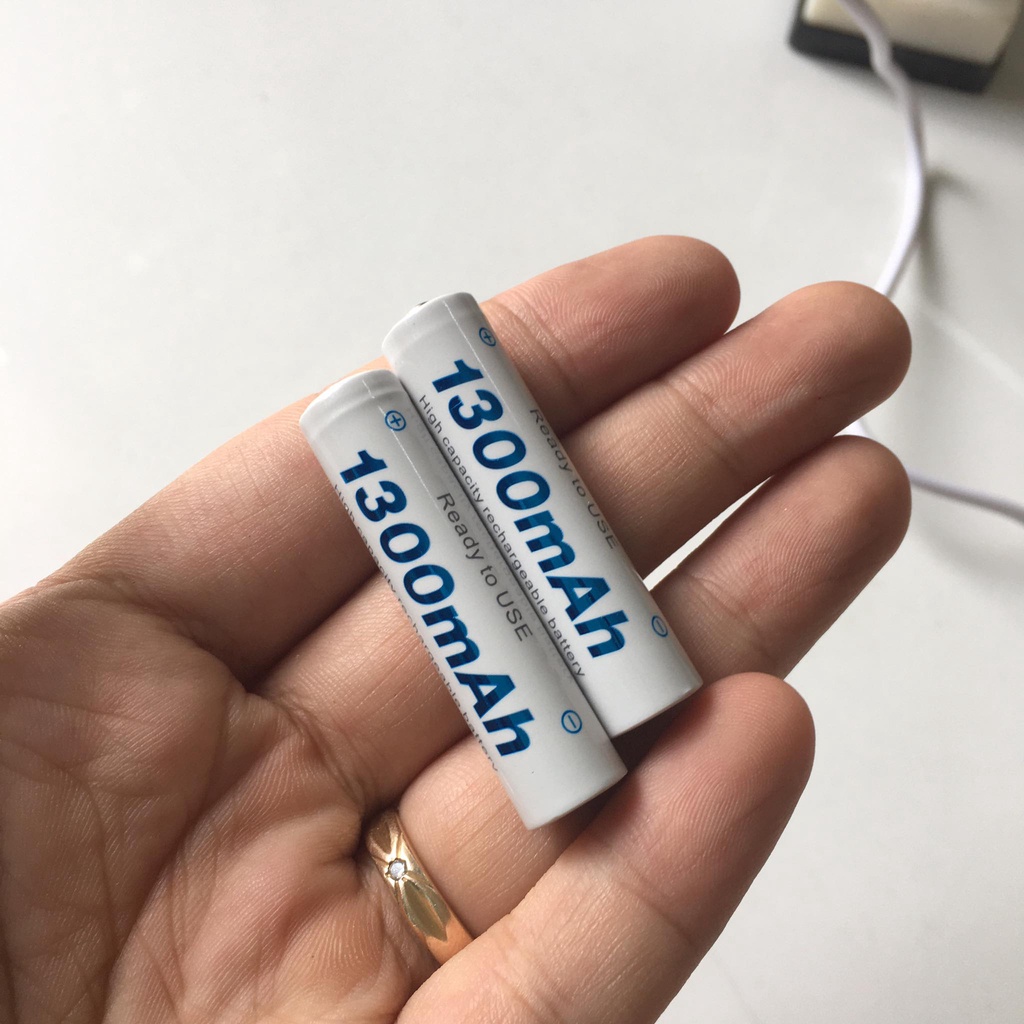 1300mAh
High capacity rechargeable battery
Ready to USE
1300mAh
Ready to USE